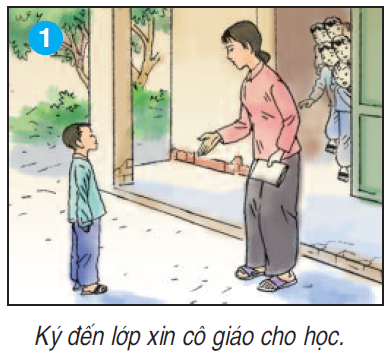 1
Ký đến lớp xin cô giáo cho học.